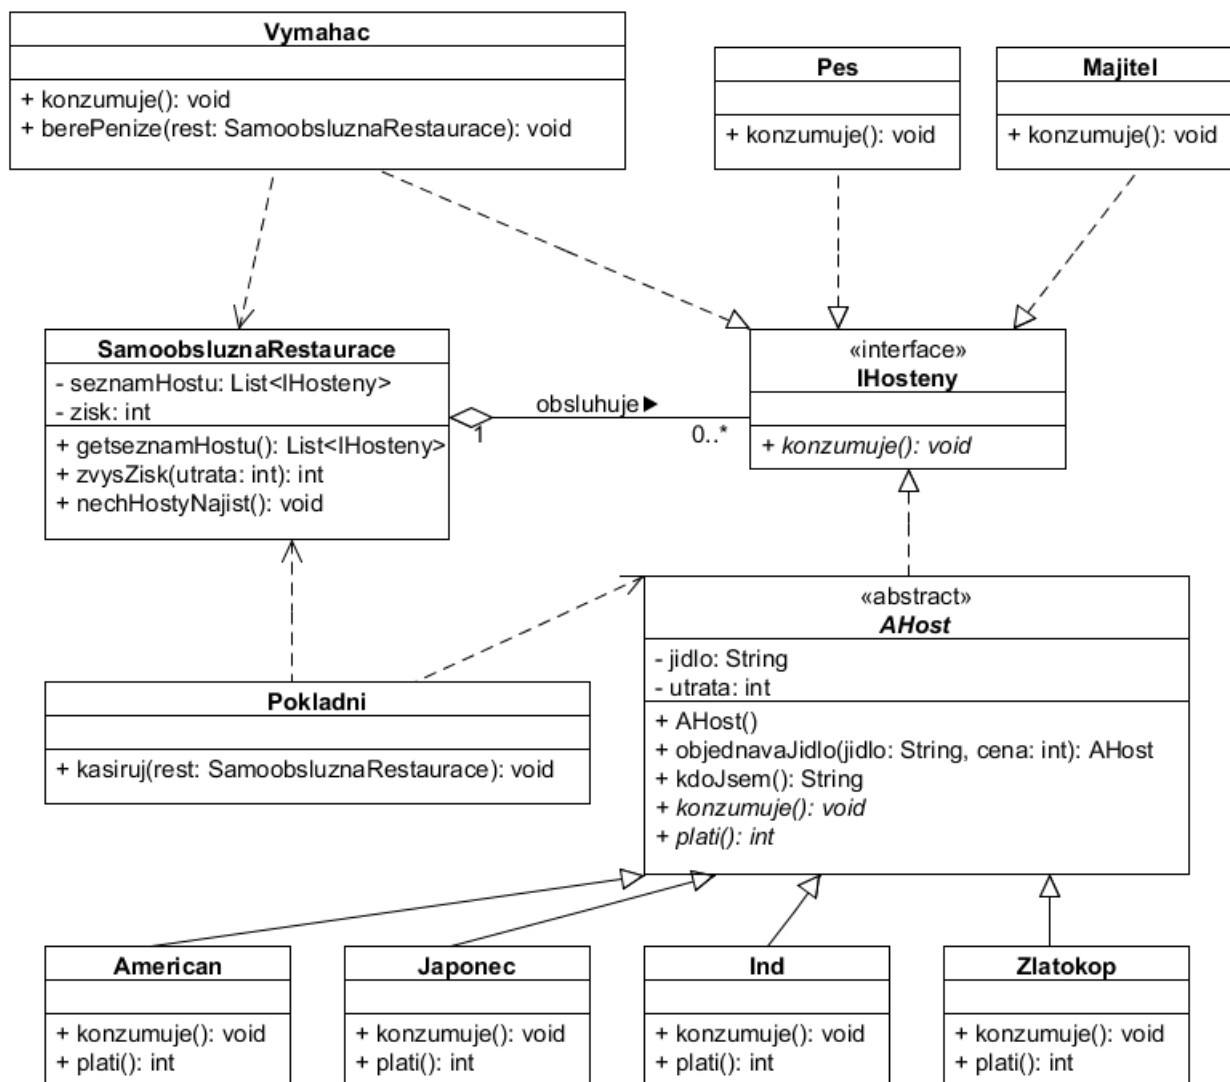 Vymahac
+ konzumuje(): void
+ berePenize(rest: SamoobsluznaRestaurace): void
Pes
+ konzumuje(): void
Majitel
+ konzumuje(): void
SamoobsluznaRestaurace
- seznamHostu: List<IHosteny>
- zisk: int
+ getseznamHostu(): List<IHosteny>
+ zvysZisk(utrata: int): int
+ nechHostyNajist(): void
obsluhuje▶
1
0..*
«interface»
IHosteny
+ konzumuje(): void
Pokladni
+ kasiruj(rest: SamoobsluznaRestaurace): void
«abstract»
AHost
- jidlo: String
- utrata: int
+ AHost()
+ objednavaJidlo(jidlo: String, cena: int): AHost
+ kdoJsem(): String
+ konzumuje(): void
+ plati(): int
American
+ konzumuje(): void
+ plati(): int
Japonec
+ konzumuje(): void
+ plati(): int
Ind
+ konzumuje(): void
+ plati(): int
Zlatokop
+ konzumuje(): void
+ plati(): int